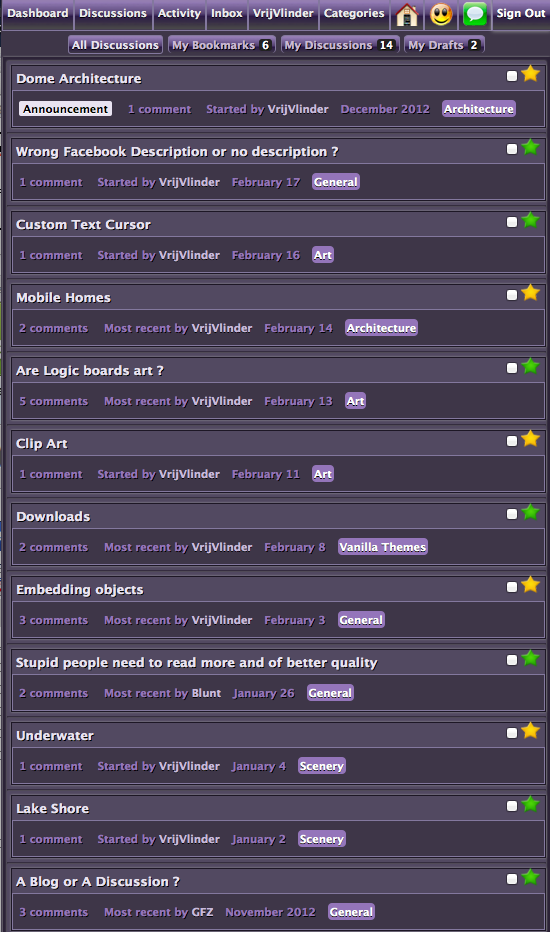 Dashboard Discussions Activity Inbox VrijVlinder Categories Sign Out
All Discussions My Bookmarks 6 My Discussions 14 My Drafts 2
Dome Architecture
Announcement 1 comment Started by VrijVlinder December 2012 Architecture
Wrong Facebook Description or no description ?
1 comment Started by VrijVlinder February 17 General
Custom Text Cursor
1 comment Started by VrijVlinder February 16 Art
Mobile Homes
2 comments Most recent by VrijVlinder February 14 Architecture
Are Logic boards art ?
5 comments Most recent by VrijVlinder February 13 Art
Clip Art
1 comment Started by VrijVlinder February 11 Art
Downloads
2 comments Most recent by VrijVlinder February 8 Vanilla Themes
Embedding objects
3 comments Most recent by VrijVlinder February 3 General
Stupid people need to read more and of better quality
2 comments Most recent by Blunt January 26 General
Underwater
1 comment Started by VrijVlinder January 4 Scenery
Lake Shore
1 comment Started by VrijVlinder January 2 Scenery
A Blog or A Discussion ?
3 comments Most recent by GFZ November 2012 General